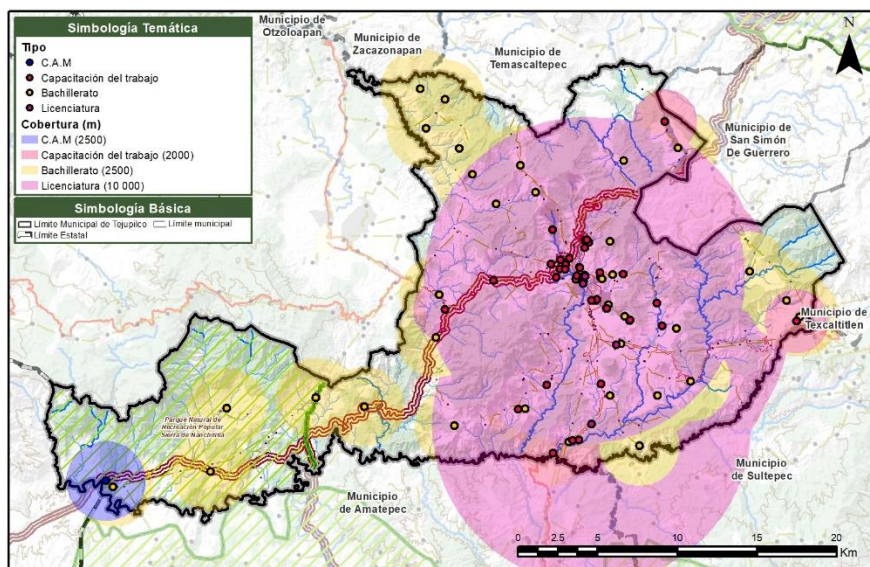 Simbología Temática
Tipo
C.A.M
Capacitación del trabajo
Bachillerato
Licenciatura
Cobertura (m)
C.A.M (2500)
Capacitación del trabajo (2000)
Bachillerato (2500)
Licenciatura (10 000)
Simbología Básica
Límite Municipal de Tejupilco
Límite municipal
Límite Estatal
Municipio de
Otzoloapan
Municipio de
Zacazonapan
Municipio de
Temascaltepec
N
Municipio de
San Simón
De Guerrero
Municipio de
Texcaltitlen
Parque Natural de
Recreación Popular
Sierra de Nanchititla
Municipio
de Sultepec
Municipio
de Amatepec
0 2.5 5 10 15 20
Km